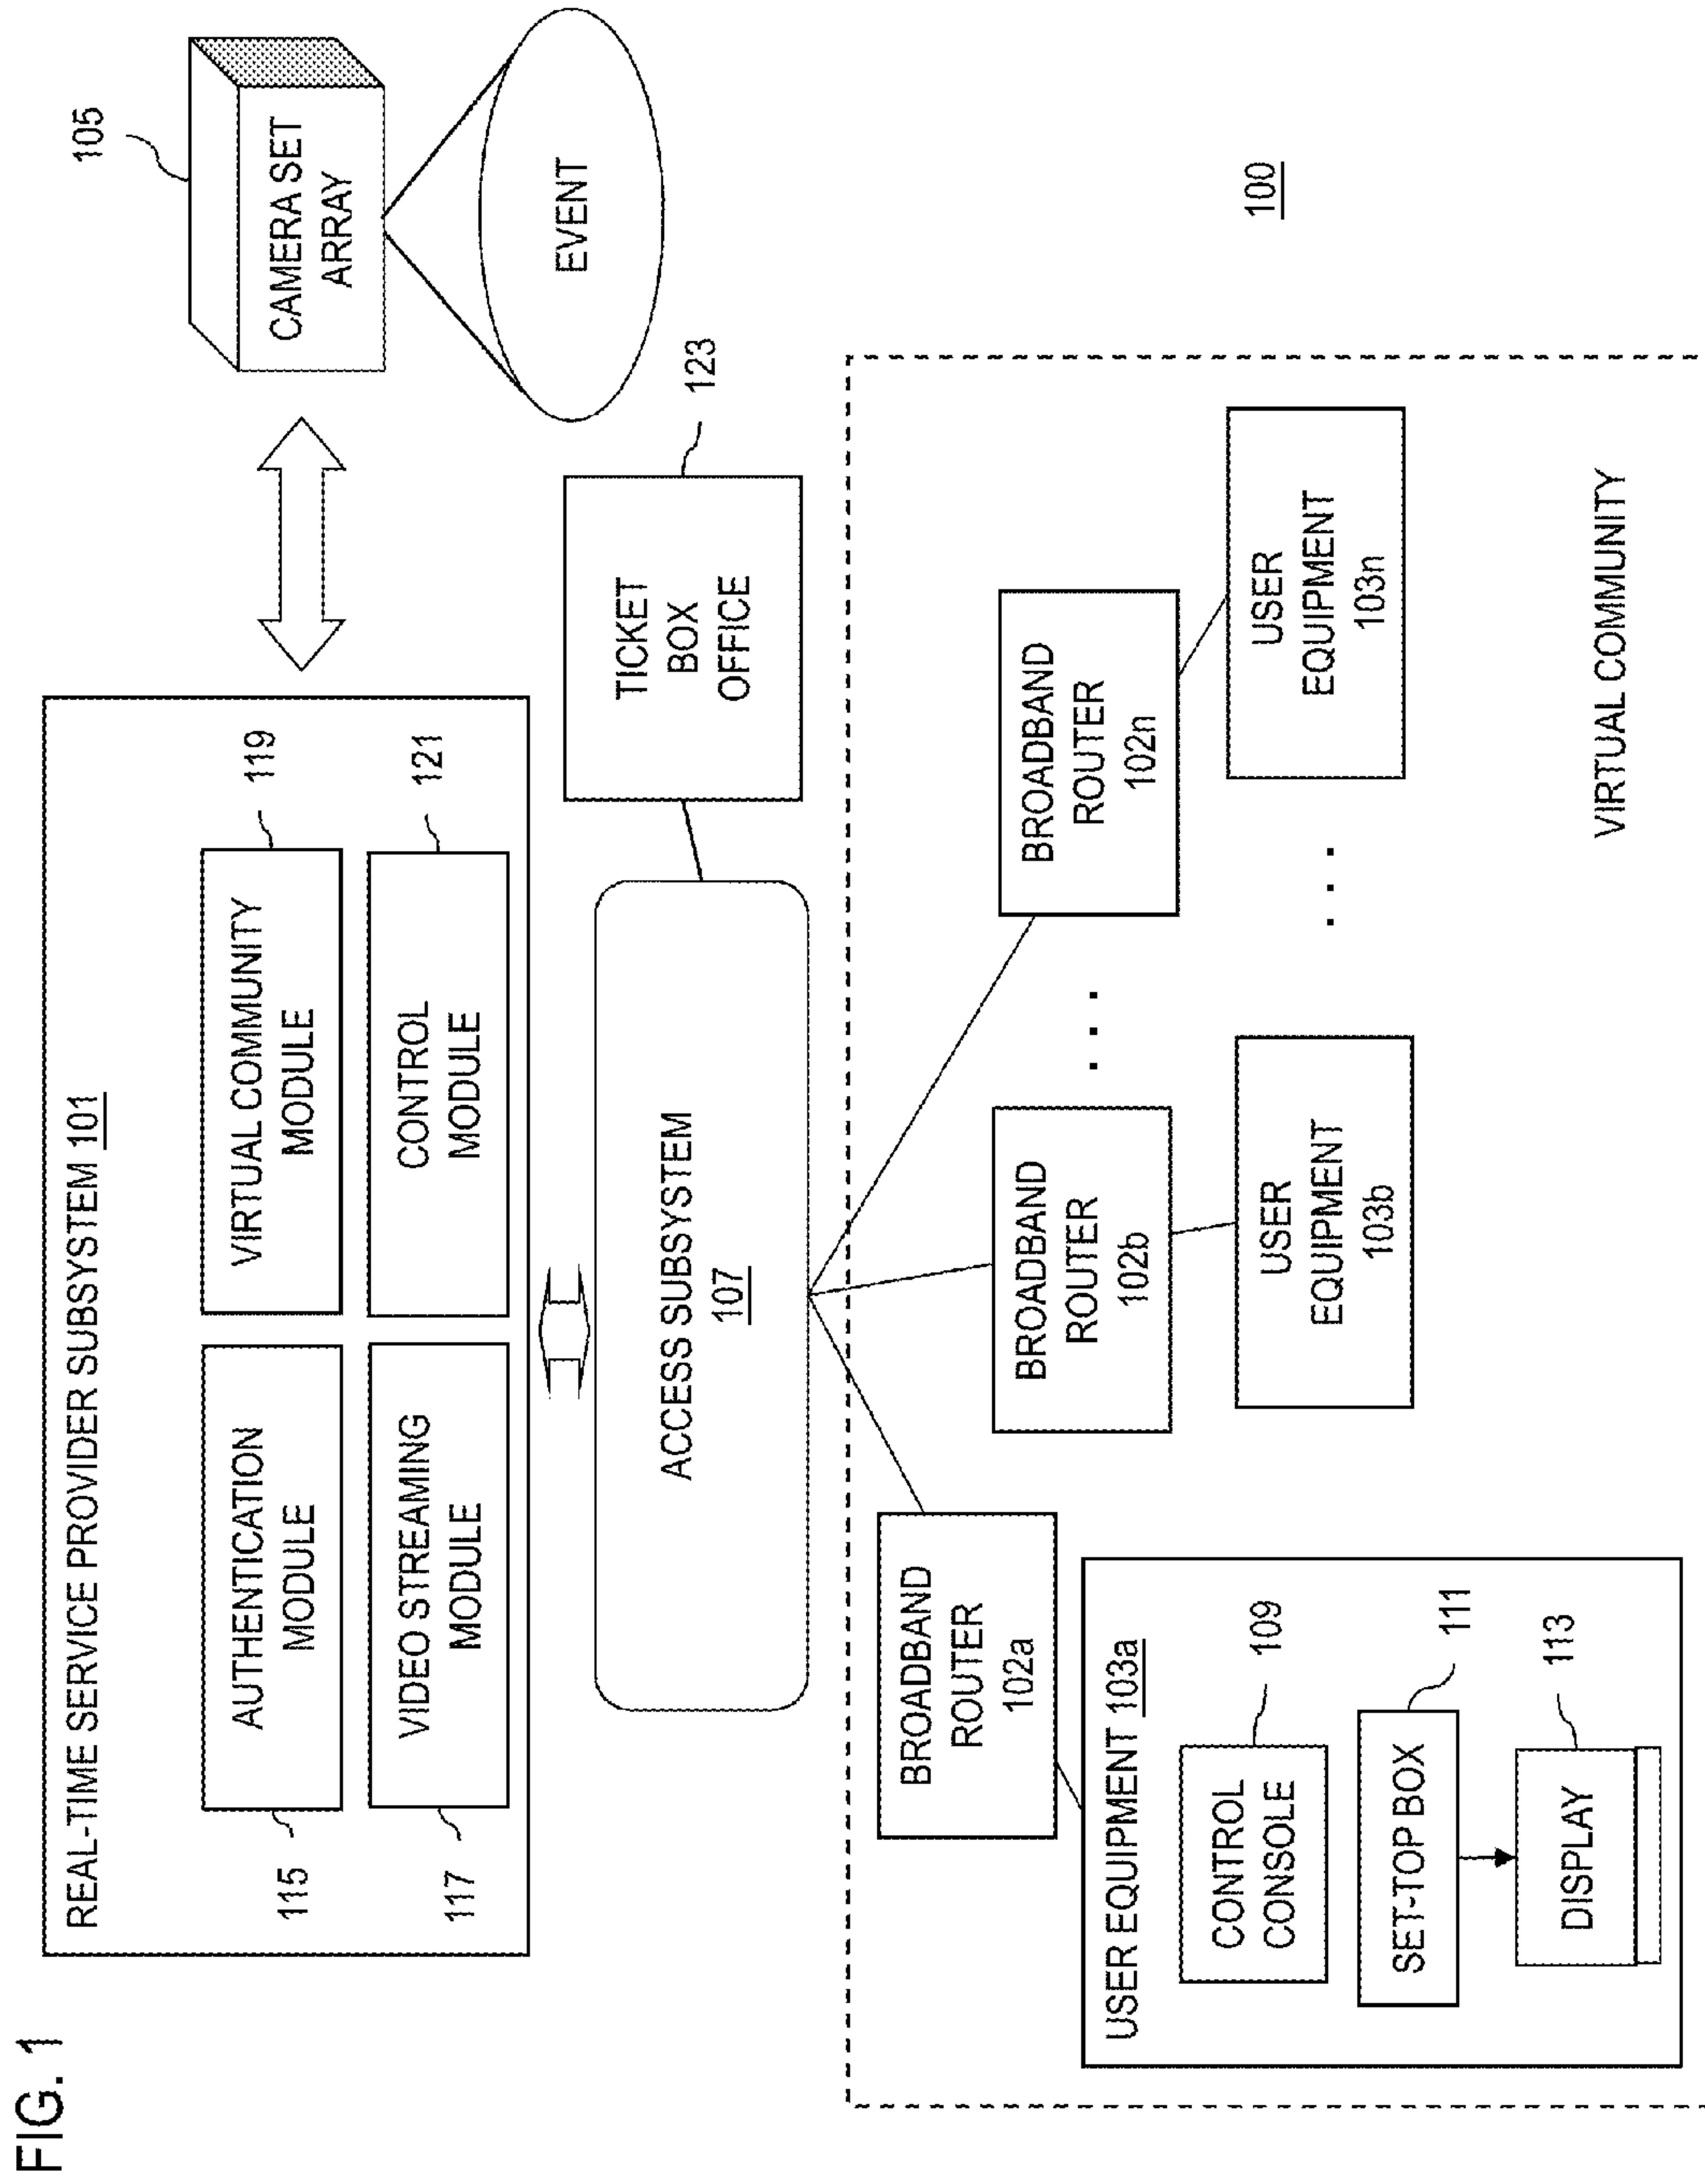 FIG. 1
REAL-TIME SERVICE PROVIDER SUBSYSTEM 101
AUTHENTICATION
MODULE
115
VIRTUAL COMMUNITY
MODULE
119
VIDEO STREAMING
MODULE
117
CONTROL
MODULE
121
105
CAMERA SET
ARRAY
EVENT
ACCESS SUBSYSTEM
107
TICKET
BOX
OFFICE
123
BROADBAND
ROUTER
102a
BROADBAND
ROUTER
102b
. . .
BROADBAND
ROUTER
102n
USER EQUIPMENT 103a
CONTROL
CONSOLE
109
SET-TOP BOX
111
DISPLAY
113
USER
EQUIPMENT
103b
. . .
USER
EQUIPMENT
103n
VIRTUAL COMMUNITY
100